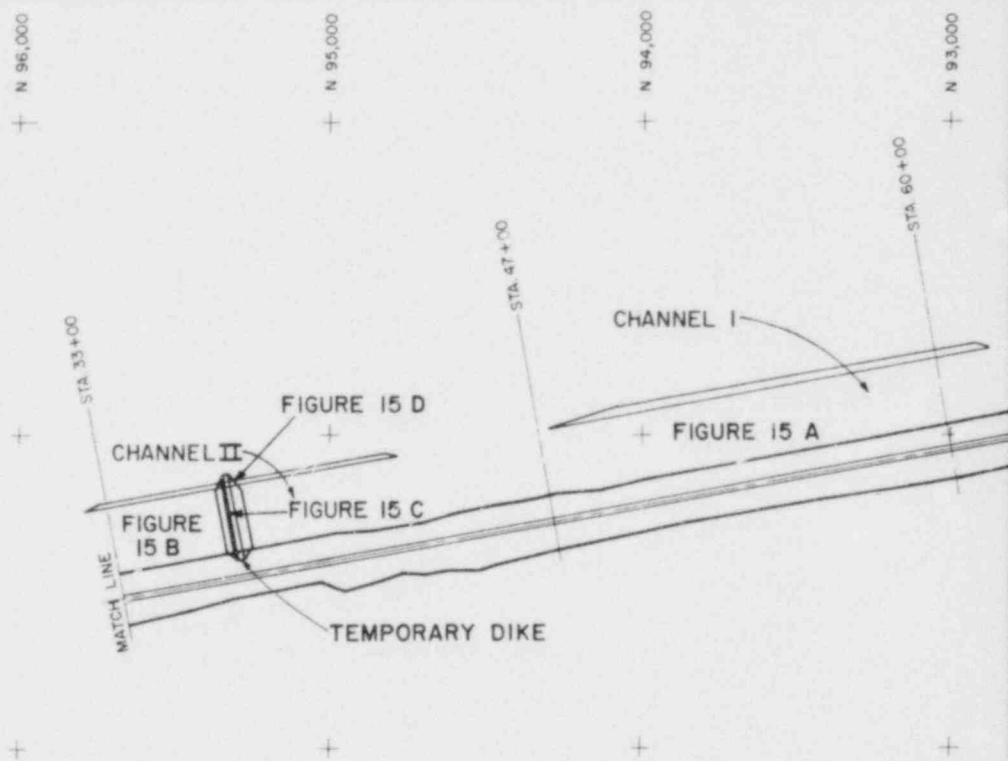 N 96,000
N 95,000
N 94,000
N 93,000
STA. 33+00
STA. 47+00
STA. 60+00
CHANNEL I
FIGURE 15 D
FIGURE 15 A
CHANNEL II
FIGURE 15 C
FIGURE
15 B
MATCH LINE
TEMPORARY DIKE